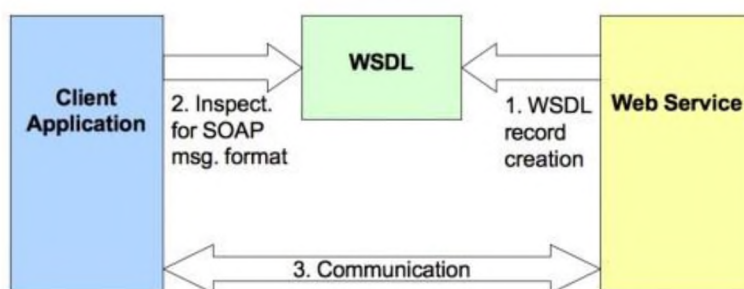 Client
Application
WSDL
Web Service
2. Inspect.
for SOAP
msg. format
1. WSDL
record
creation
3. Communication